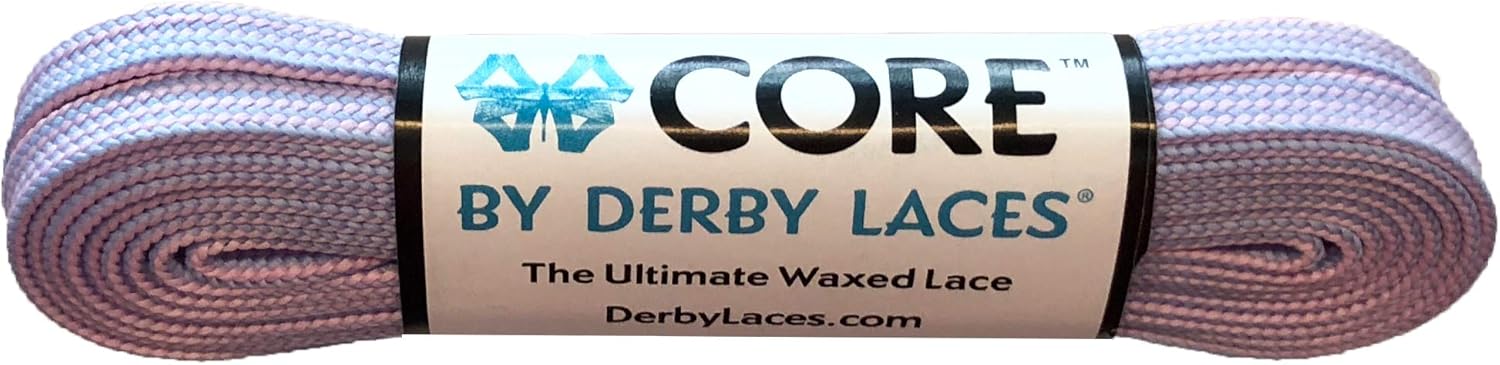 CORE™
BY DERBY LACES®
The Ultimate Waxed Lace
DerbyLaces.com